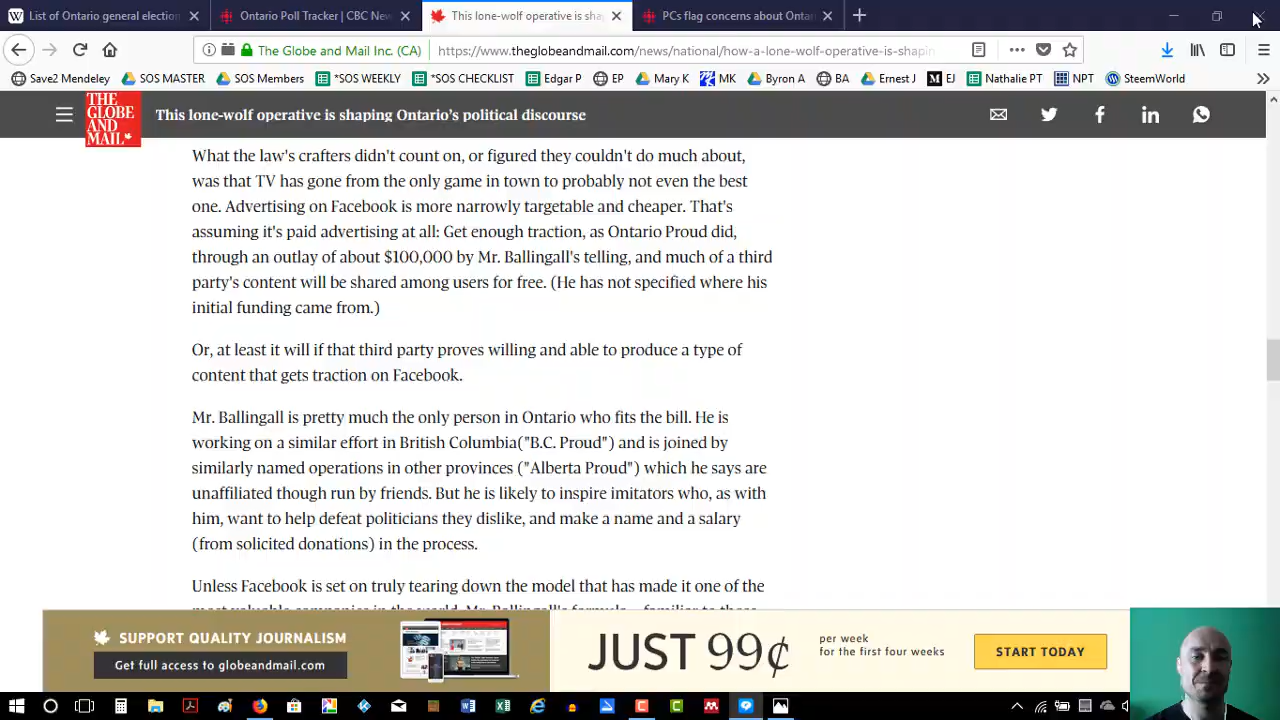 List of Ontario general election
Ontario Poll Tracker | CBC New
This lone-wolf operative is sha
PCs flag concerns about Ontar
The Globe and Mail Inc. (CA)
https://www.theglobeandmail.com/news/national/how-a-lone-wolf-operative-is-shapin
Save2 Mendeley
SOS MASTER
SOS Members
*SOS WEEKLY
*SOS CHECKLIST
Edgar P
EP
Mary K
MK
Byron A
BA
Ernest J
EJ
Nathalie PT
NPT
SteemWorld
THE GLOBE AND MAIL
This lone-wolf operative is shaping Ontario's political discourse
What the law's crafters didn't count on, or figured they couldn't do much about,
was that TV has gone from the only game in town to probably not even the best
one. Advertising on Facebook is more narrowly targetable and cheaper. That's
assuming it's paid advertising at all: Get enough traction, as Ontario Proud did,
through an outlay of about $100,000 by Mr. Ballingall's telling, and much of a third
party's content will be shared among users for free. (He has not specified where his
initial funding came from.)
Or, at least it will if that third party proves willing and able to produce a type of
content that gets traction on Facebook.
Mr. Ballingall is pretty much the only person in Ontario who fits the bill. He is
working on a similar effort in British Columbia("B.C. Proud") and is joined by
similarly named operations in other provinces ("Alberta Proud") which he says are
unaffiliated though run by friends. But he is likely to inspire imitators who, as with
him, want to help defeat politicians they dislike, and make a name and a salary
(from solicited donations) in the process.
Unless Facebook is set on truly tearing down the model that has made it one of the
SUPPORT QUALITY JOURNALISM
Get full access to globeandmail.com
JUST 99¢
per week
for the first four weeks
START TODAY